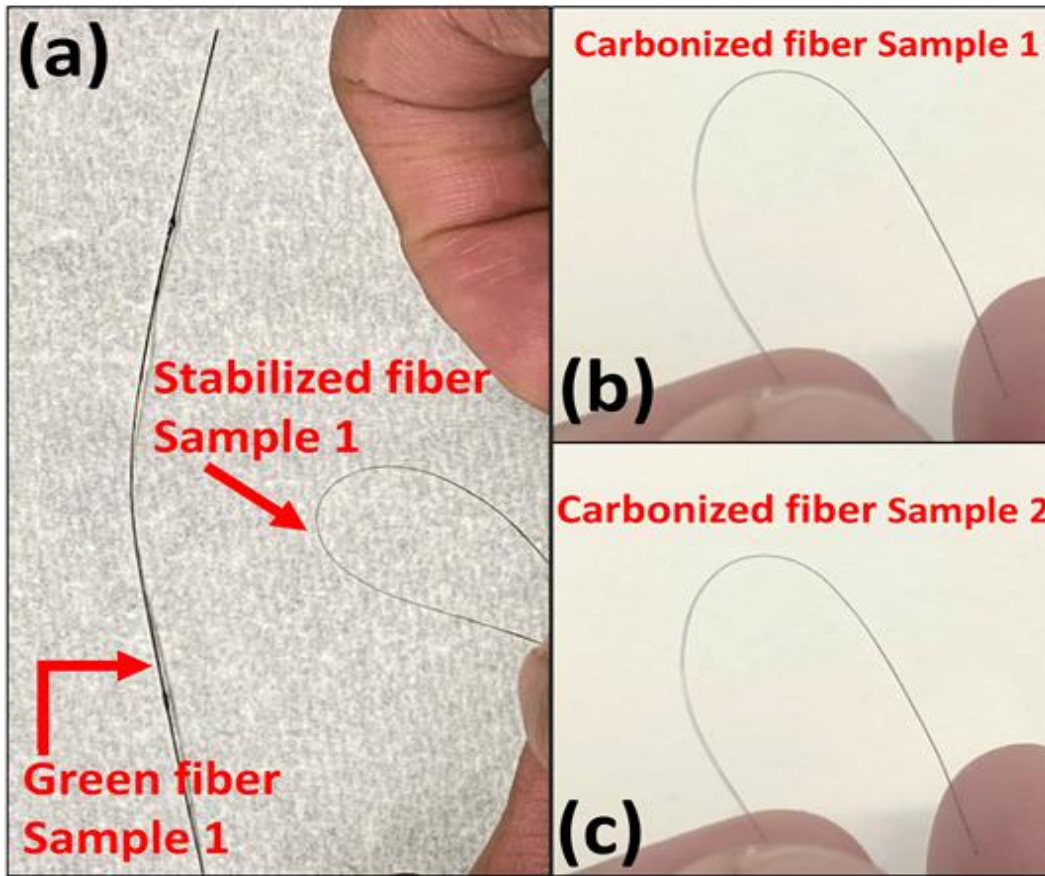 (a)
Stabilized fiber
Sample 1
Green fiber
Sample 1
Carbonized fiber Sample 1
(b)
Carbonized fiber Sample 2
(c)